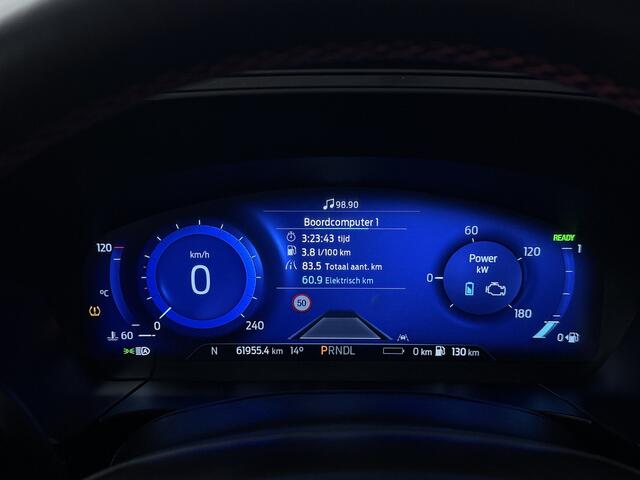 98.90
Boordcomputer 1
3:23:43 tijd
3.8 l/100 km
83.5 Totaal aant. km
60.9 Elektrisch km
50
120
°C
60
km/h
0
0
240
60
120
0
180
Power
kW
READY
1
0
N 61955.4 km 14° PRNDL 0 km 130 km